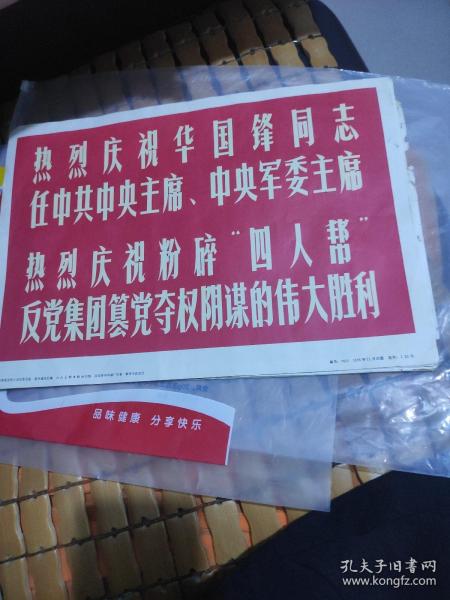 热烈庆祝华国锋同志
任中共中央主席、中央军委主席
热烈庆祝粉碎“四人帮”
反党集团篡党夺权阴谋的伟大胜利
品味健康 分享快乐
孔夫子旧书网
www.kongfz.com